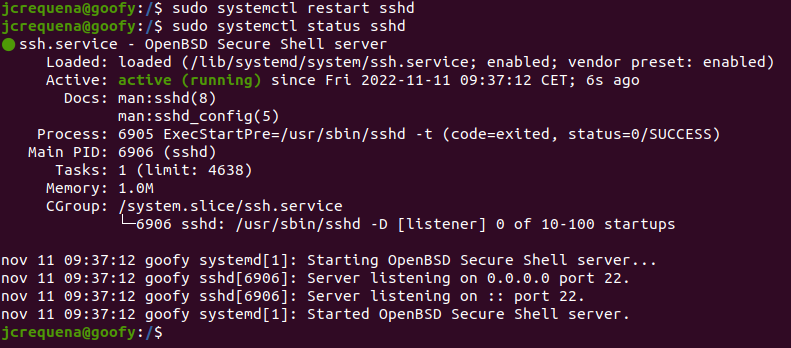 jcrequena@goofy:/$ sudo systemctl restart sshd
jcrequena@goofy:/$ sudo systemctl status sshd
● ssh.service - OpenBSD Secure Shell server
     Loaded: loaded (/lib/systemd/system/ssh.service; enabled; vendor preset: enabled)
     Active: active (running) since Fri 2022-11-11 09:37:12 CET; 6s ago
       Docs: man:sshd(8)
             man:sshd_config(5)
    Process: 6905 ExecStartPre=/usr/sbin/sshd -t (code=exited, status=0/SUCCESS)
   Main PID: 6906 (sshd)
      Tasks: 1 (limit: 4638)
     Memory: 1.0M
     CGroup: /system.slice/ssh.service
             └─6906 sshd: /usr/sbin/sshd -D [listener] 0 of 10-100 startups

nov 11 09:37:12 goofy systemd[1]: Starting OpenBSD Secure Shell server...
nov 11 09:37:12 goofy sshd[6906]: Server listening on 0.0.0.0 port 22.
nov 11 09:37:12 goofy sshd[6906]: Server listening on :: port 22.
nov 11 09:37:12 goofy systemd[1]: Started OpenBSD Secure Shell server.
jcrequena@goofy:/$